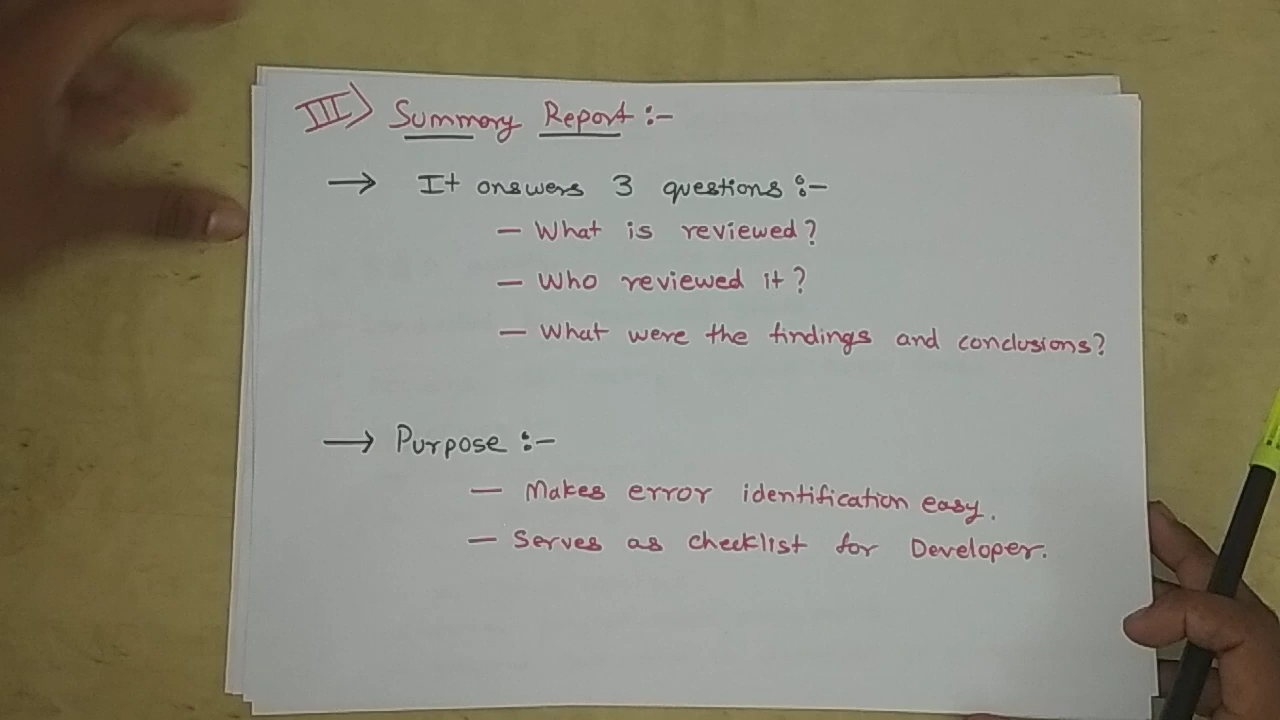 III) Summary Report :-
→ It answers 3 questions :-
- What is reviewed?
- Who reviewed it?
- What were the findings and conclusions?
→ Purpose :-
- Makes error identification easy.
- Serves as checklist for Developer.